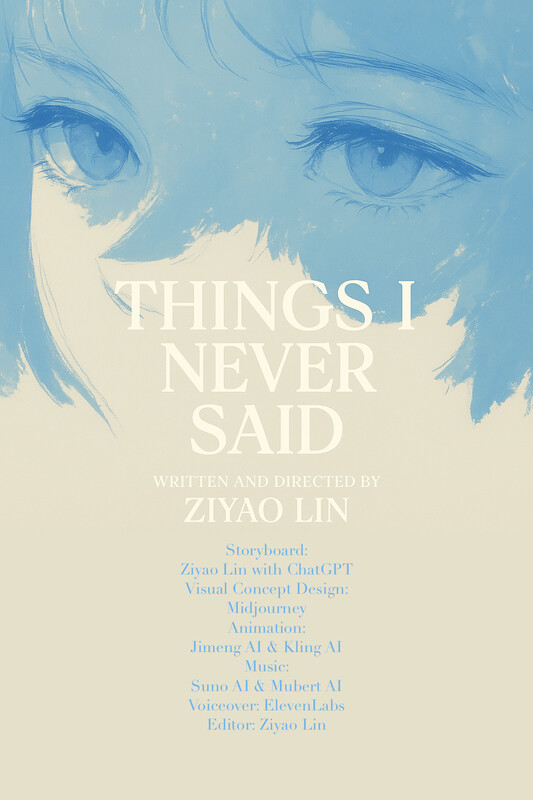 THINGS I
NEVER
SAID
WRITTEN AND DIRECTED BY
ZIYAO LIN
Storyboard:
Ziyao Lin with ChatGPT
Visual Concept Design:
Midjourney
Animation:
Jimeng AI & Kling AI
Music:
Suno AI & Mubert AI
Voiceover: ElevenLabs
Editor: Ziyao Lin